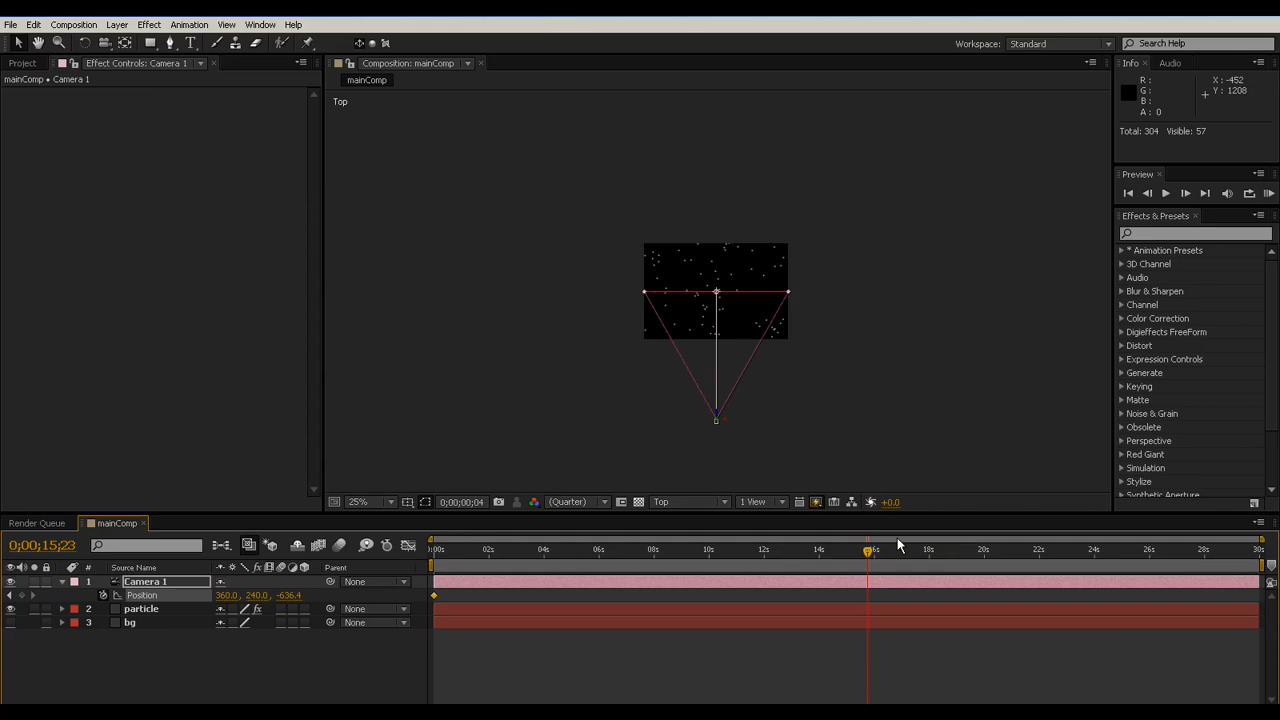 File Edit Composition Layer Effect Animation View Window Help
Workspace: Standard Search Help
Project Effect Controls: Camera 1 Composition: mainComp Info Audio
mainComp • Camera 1 mainComp
Top
R :
G :
B :
A : 0
X : -452
Y : 1208
Total: 304 Visible: 57
Preview
Effects & Presets
* Animation Presets
3D Channel
Audio
Blur & Sharpen
Channel
Color Correction
Digieffects FreeForm
Distort
Expression Controls
Generate
Keying
Matte
Noise & Grain
Obsolete
Perspective
Red Giant
Simulation
Stylize
Synthetic Aperture
25% 0;00;00;04 (Quarter) Top 1 View +0.0
Render Queue mainComp
0;00;15;23
02s 04s 06s 08s 10s 12s 14s 16s 18s 20s 22s 24s 26s 28s 30s
# Source Name Parent
1 Camera 1 None
Position 360.0, 240.0, -636.4
2 particle None
3 bg None